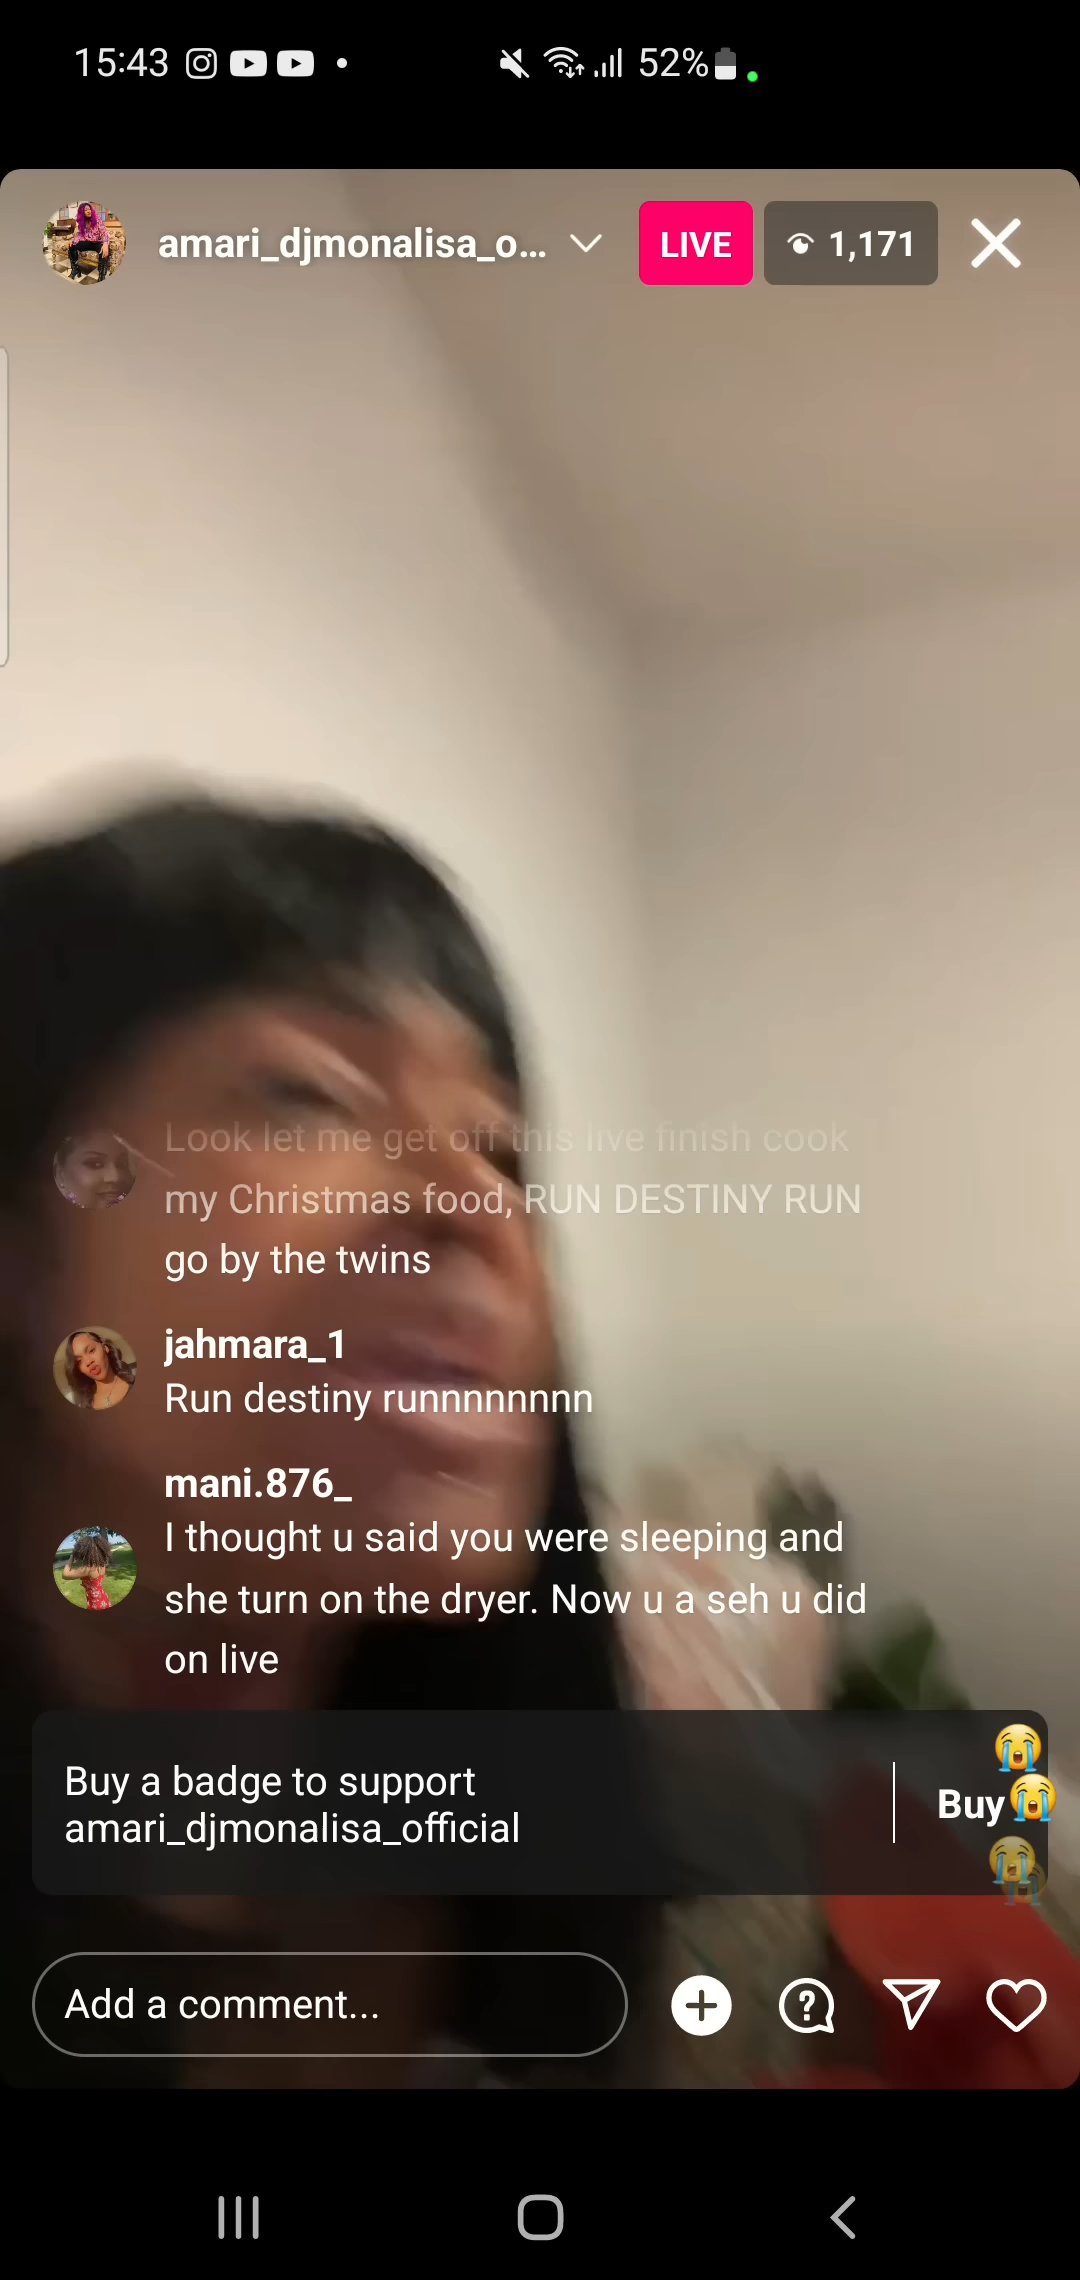 15:43
52%
amari_djmonalisa_o...
LIVE
1,171
Look let me get off this live finish cook
my Christmas food, RUN DESTINY RUN
go by the twins
jahmara_1
Run destiny runnnnnnnn
mani.876_
I thought u said you were sleeping and
she turn on the dryer. Now u a seh u did
on live
Buy a badge to support
amari_djmonalisa_official
Buy
Add a comment...